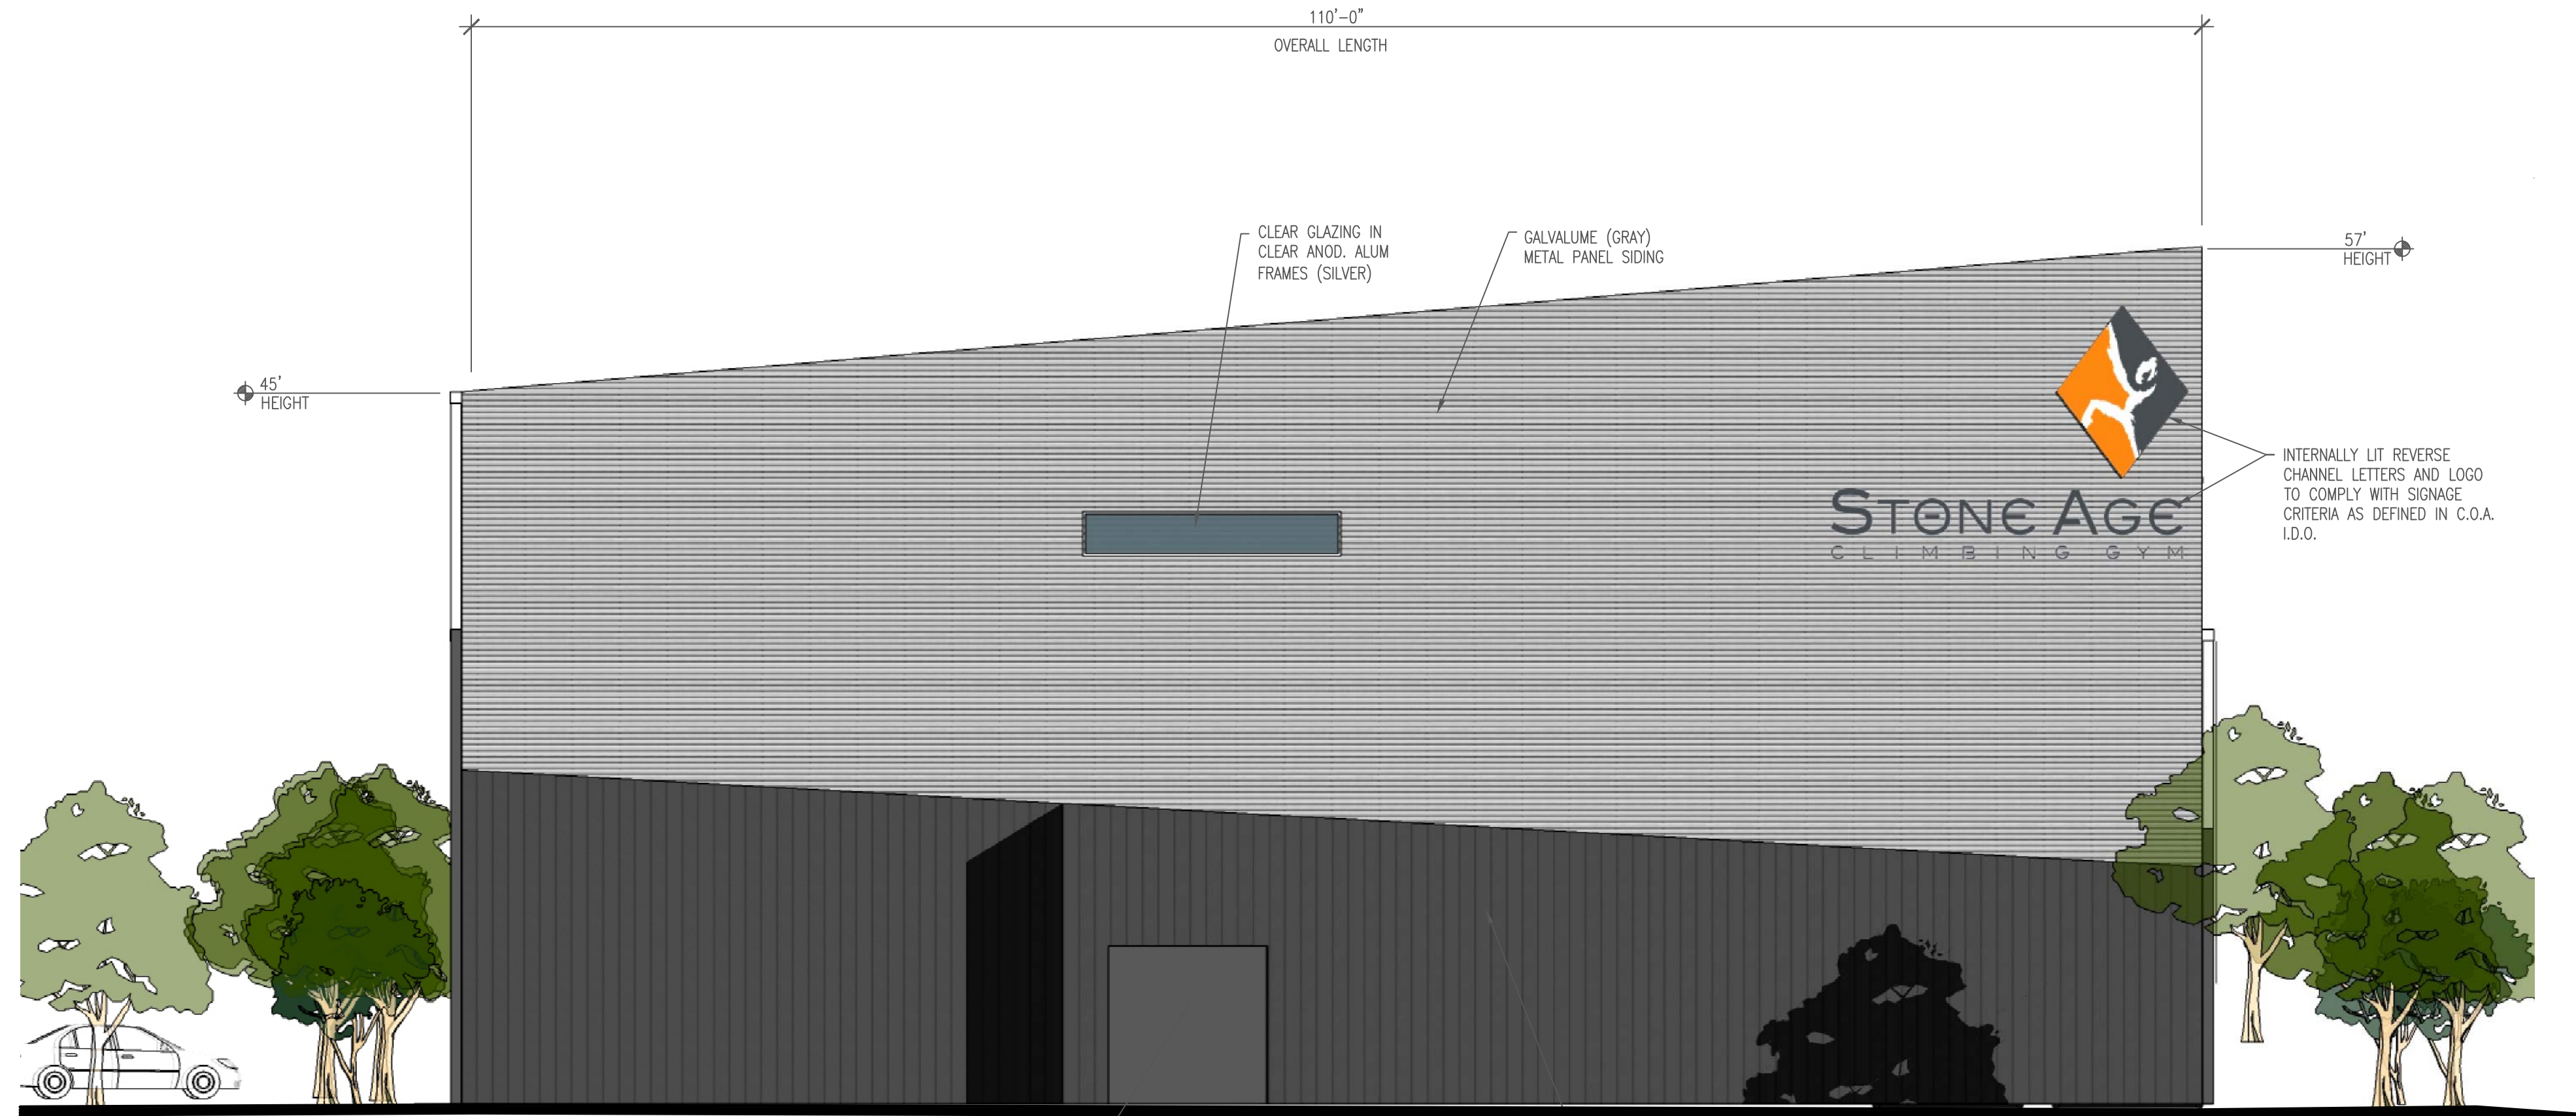 110'-0"
OVERALL LENGTH
CLEAR GLAZING IN
CLEAR ANOD. ALUM
FRAMES (SILVER)
GALVALUME (GRAY)
METAL PANEL SIDING
57'
HEIGHT
45'
HEIGHT
INTERNALLY LIT REVERSE
CHANNEL LETTERS AND LOGO
TO COMPLY WITH SIGNAGE
CRITERIA AS DEFINED IN C.O.A.
I.D.O.
STONE AGE
CLIMBING GYM